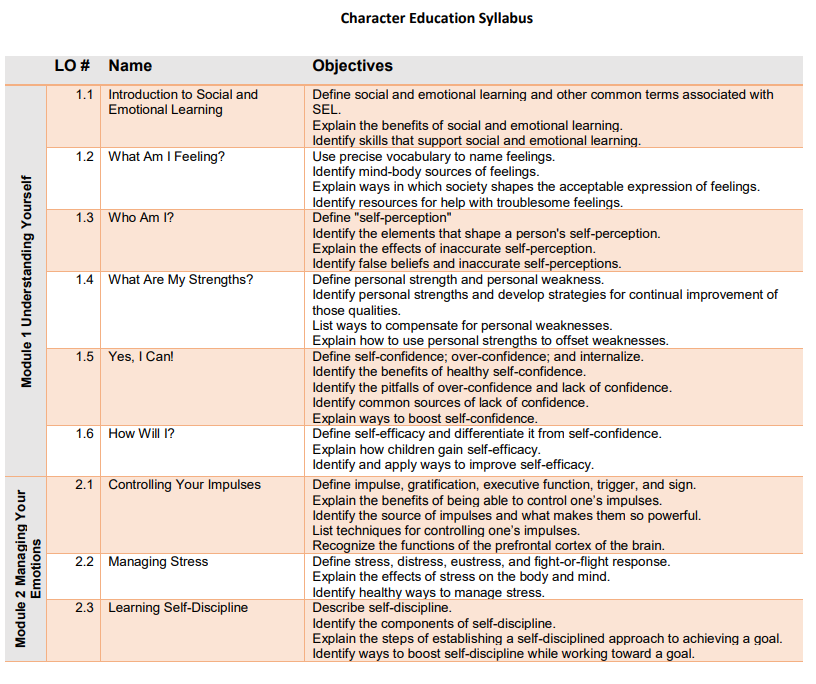 Character Education Syllabus
LO # Name Objectives
Module 1 Understanding Yourself
1.1 Introduction to Social and Emotional Learning
Define social and emotional learning and other common terms associated with
SEL.
Explain the benefits of social and emotional learning.
Identify skills that support social and emotional learning.
1.2 What Am I Feeling?
Use precise vocabulary to name feelings.
Identify mind-body sources of feelings.
Explain ways in which society shapes the acceptable expression of feelings.
Identify resources for help with troublesome feelings.
1.3 Who Am I?
Define "self-perception"
Identify the elements that shape a person's self-perception.
Explain the effects of inaccurate self-perception.
Identify false beliefs and inaccurate self-perceptions.
1.4 What Are My Strengths?
Define personal strength and personal weakness.
Identify personal strengths and develop strategies for continual improvement of
those qualities.
List ways to compensate for personal weaknesses.
Explain how to use personal strengths to offset weaknesses.
1.5 Yes, I Can!
Define self-confidence; over-confidence; and internalize.
Identify the benefits of healthy self-confidence.
Identify the pitfalls of over-confidence and lack of confidence.
Identify common sources of lack of confidence.
Explain ways to boost self-confidence.
1.6 How Will I?
Define self-efficacy and differentiate it from self-confidence.
Explain how children gain self-efficacy.
Identify and apply ways to improve self-efficacy.
Module 2 Managing Your
Emotions
2.1 Controlling Your Impulses
Define impulse, gratification, executive function, trigger, and sign.
Explain the benefits of being able to control one's impulses.
Identify the source of impulses and what makes them so powerful.
List techniques for controlling one's impulses.
Recognize the functions of the prefrontal cortex of the brain.
2.2 Managing Stress
Define stress, distress, eustress, and fight-or-flight response.
Explain the effects of stress on the body and mind.
Identify healthy ways to manage stress.
2.3 Learning Self-Discipline
Describe self-discipline.
Identify the components of self-discipline.
Explain the steps of establishing a self-disciplined approach to achieving a goal.
Identify ways to boost self-discipline while working toward a goal.